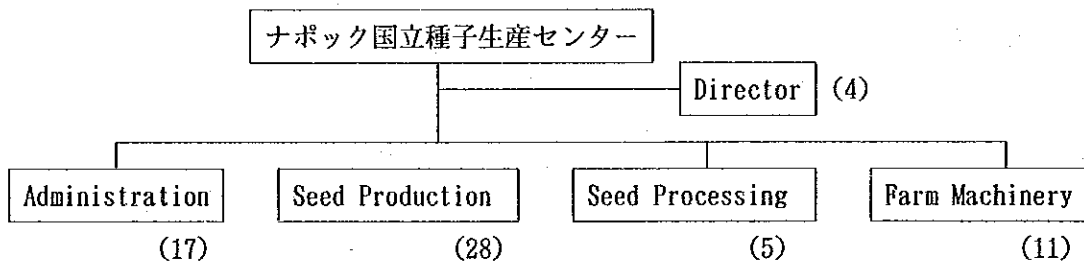 ナポック国立種子生産センター
Director (4)
Administration Seed Production Seed Processing Farm Machinery
(17) (28) (5) (11)